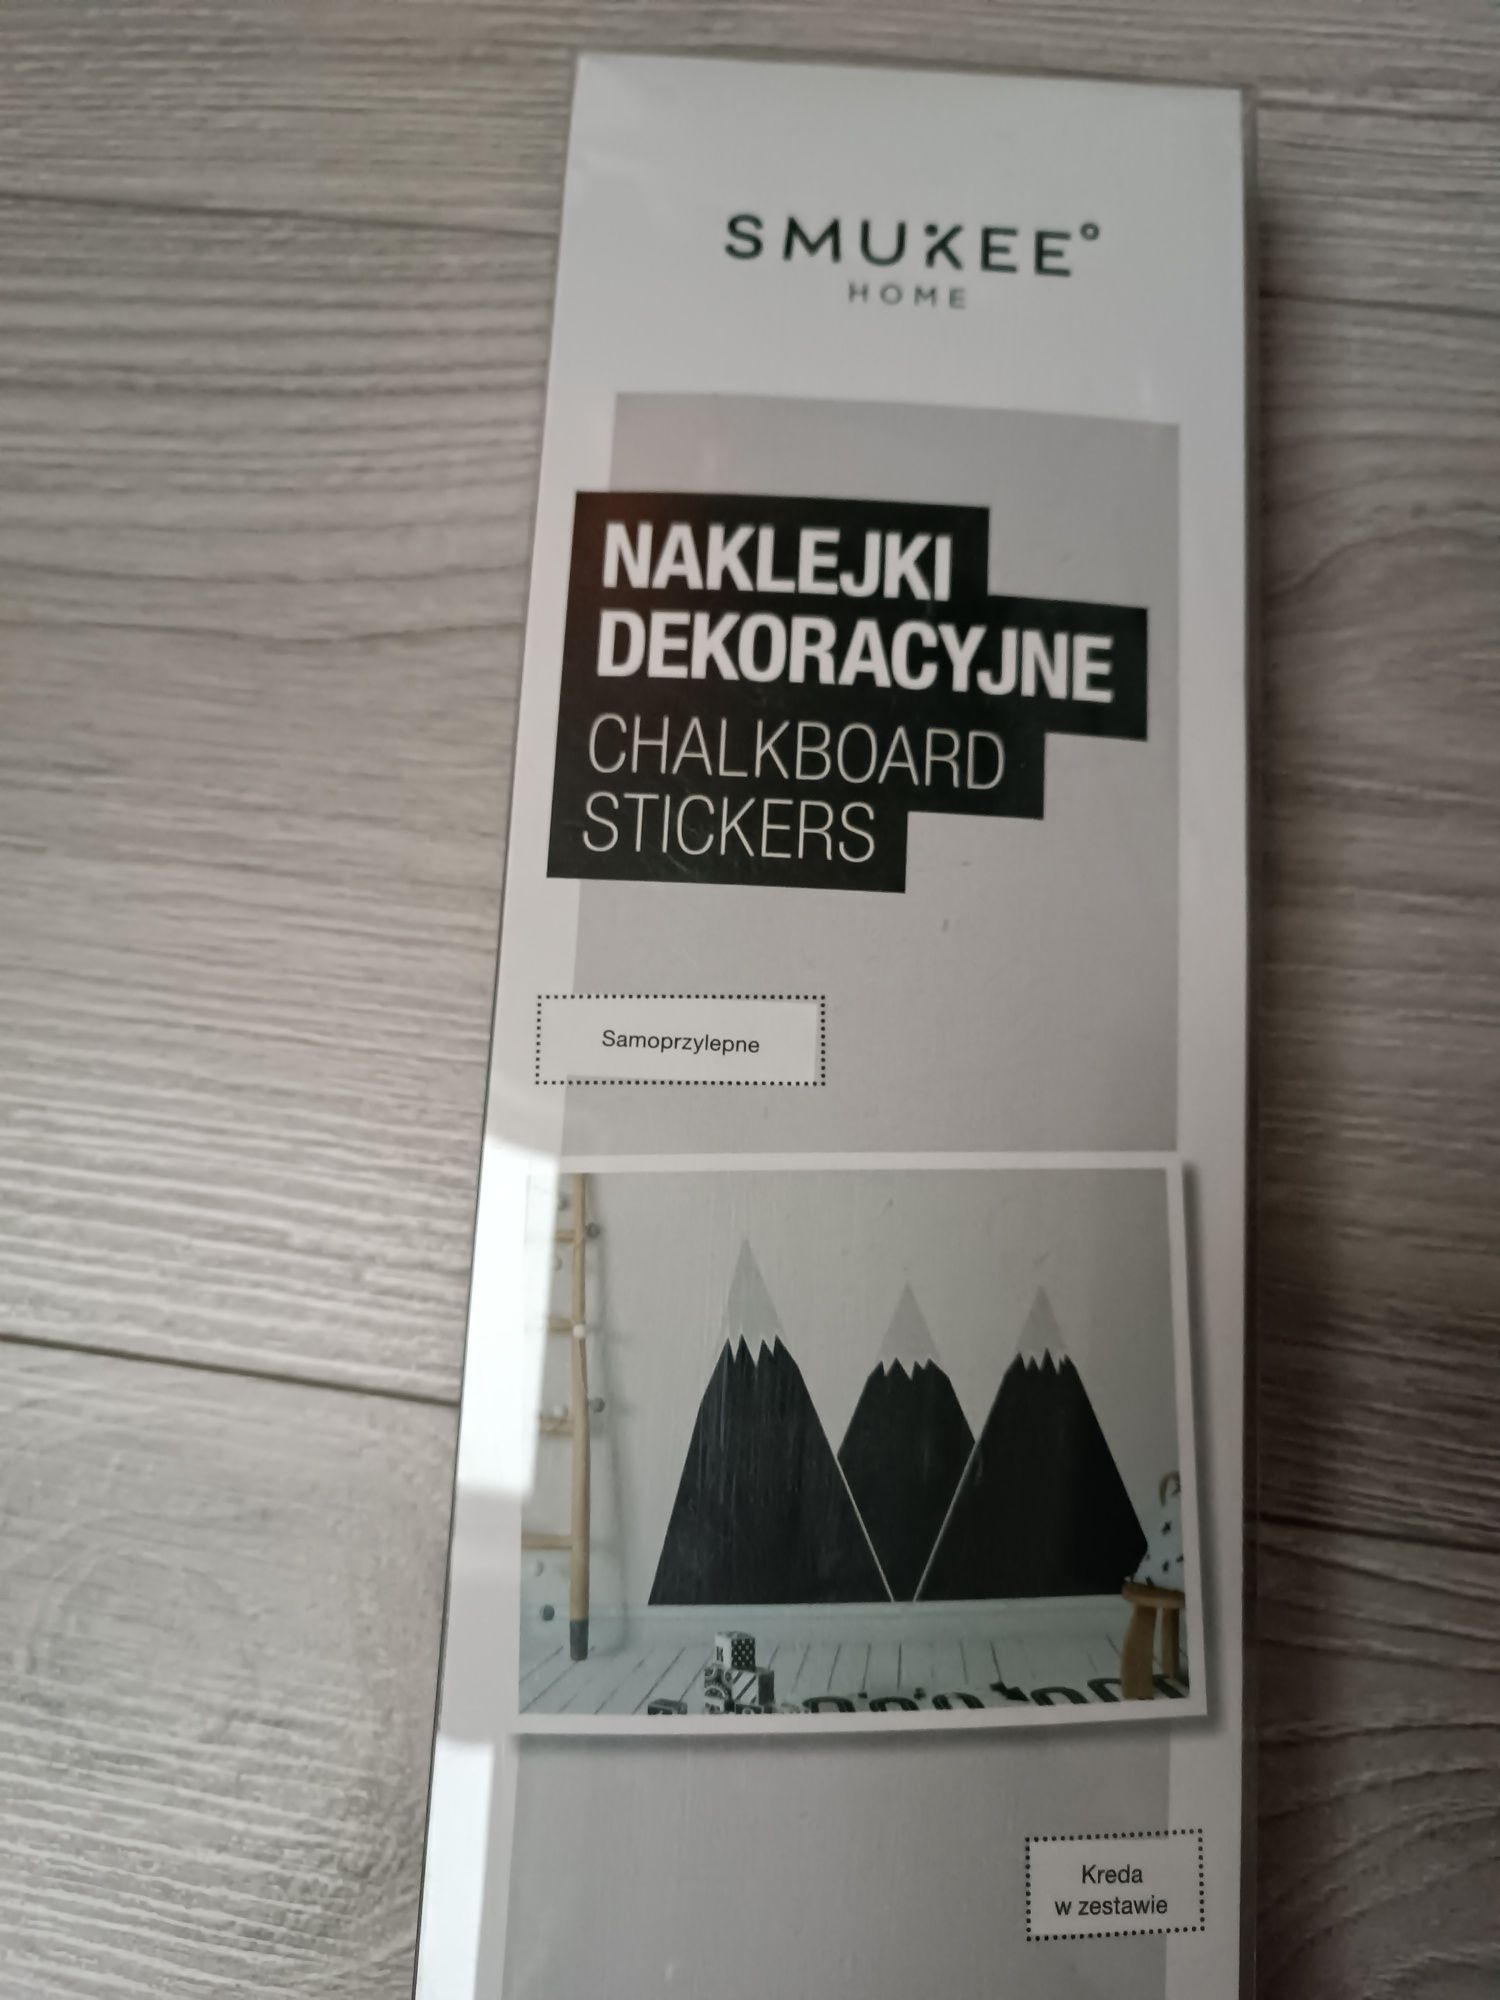 SMUKEE°
HOME
NAKLEJKI
DEKORACYJNE
CHALKBOARD
STICKERS
Samoprzylepne
Kreda
w zestawie